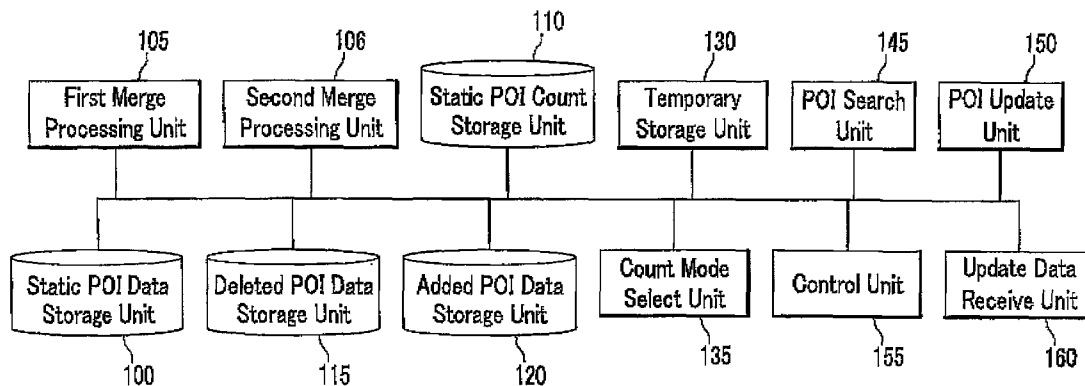 105
106
110
130
145
150
First Merge
Processing Unit
Second Merge
Processing Unit
Static POI Count
Storage Unit
Temporary
Storage Unit
POI Search
Unit
POI Update
Unit
Static POI Data
Storage Unit
Deleted POI Data
Storage Unit
Added POI Data
Storage Unit
Count Mode
Select Unit
Control Unit
Update Data
Receive Unit
100
115
120
135
155
160